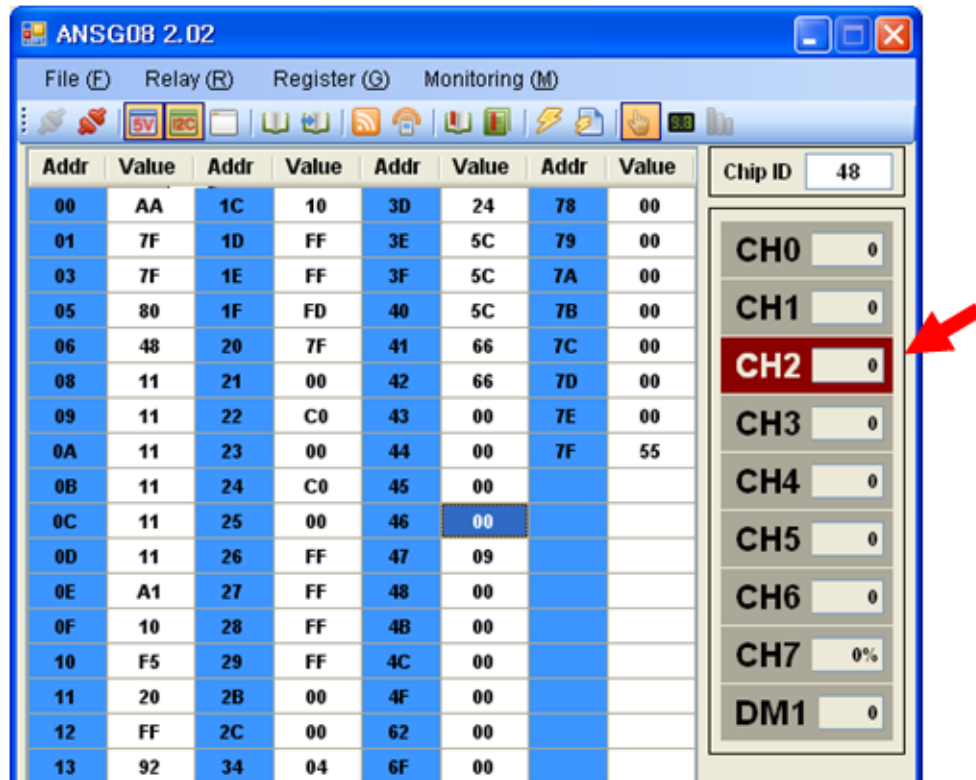 ANSG08 2.02
File (F) Relay (R) Register (G) Monitoring (M)
5V I2C 9.8
Addr Value Addr Value Addr Value Addr Value
Chip ID 48
00 AA 1C 10 3D 24 78 00
01 7F 1D FF 3E 5C 79 00
CH0 0
03 7F 1E FF 3F 5C 7A 00
05 80 1F FD 40 5C 7B 00
CH1 0
06 48 20 7F 41 66 7C 00
CH2 0
08 11 21 00 42 66 7D 00
09 11 22 C0 43 00 7E 00
CH3 0
0A 11 23 00 44 00 7F 55
0B 11 24 C0 45 00
CH4 0
0C 11 25 00 46 00
CH5 0
0D 11 26 FF 47 09
0E A1 27 FF 48 00
CH6 0
0F 10 28 FF 4B 00
10 F5 29 FF 4C 00
CH7 0%
11 20 2B 00 4F 00
DM1 0
12 FF 2C 00 62 00
13 92 34 04 6F 00